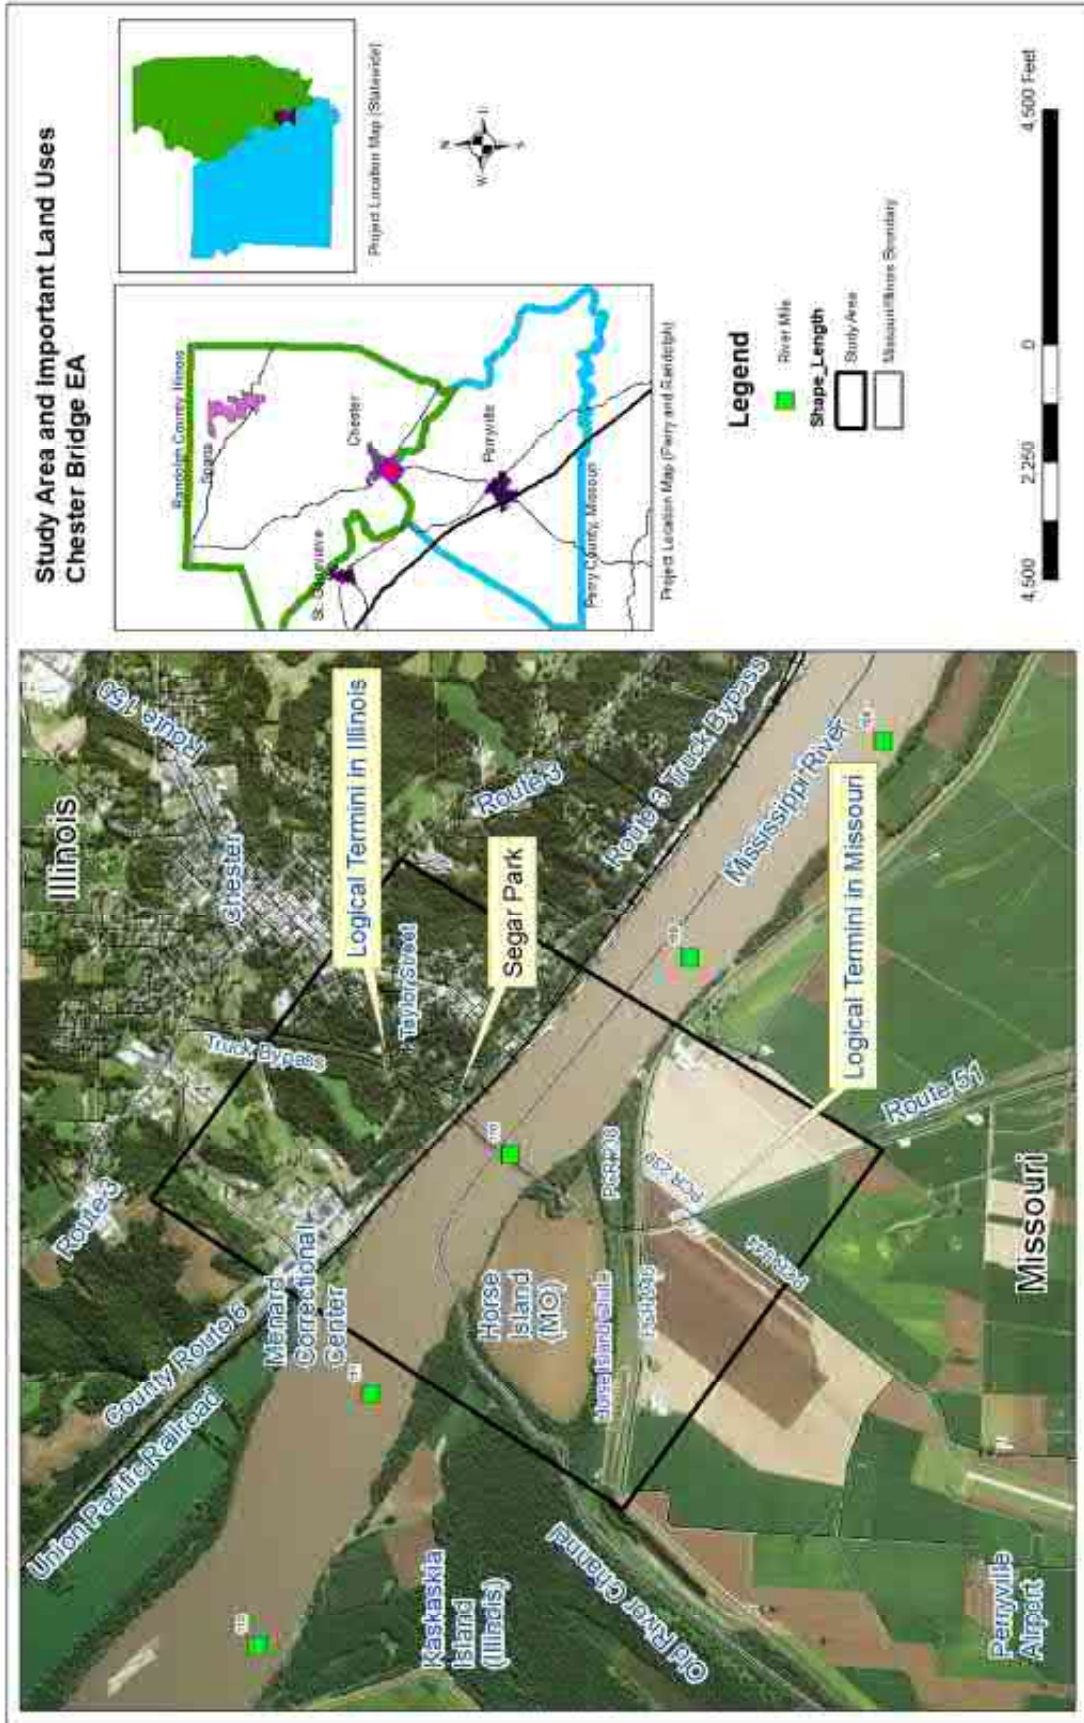 Study Area and Important Land Uses
Chester Bridge EA
Illinois
Route 150
Chester
Route 3
Truck Bypass
Logical Termini in Illinois
Taylor Street
Segar Park
Route 3
Route 3 Truck Bypass
Mississippi River
County Route 6
Union Pacific Railroad
Menard
Correctional
Center
Horse
Island
(MO)
Kaskaskia
Island
(Illinois)
Old River Channel
Logical Termini in Missouri
Route 51
Missouri
Perryville
Airport
110
Randolph County, Illinois
Sparta
Chester
St. Genevieve
Perryville
Perry County, Missouri
Project Location Map (Perry and Randolph)
Project Location Map (Statewide)
N
W
S
Legend
River Mile
Shape_Length
Study Area
Missouri/Illinois Boundary
4,500
2,250
0
4,500 Feet